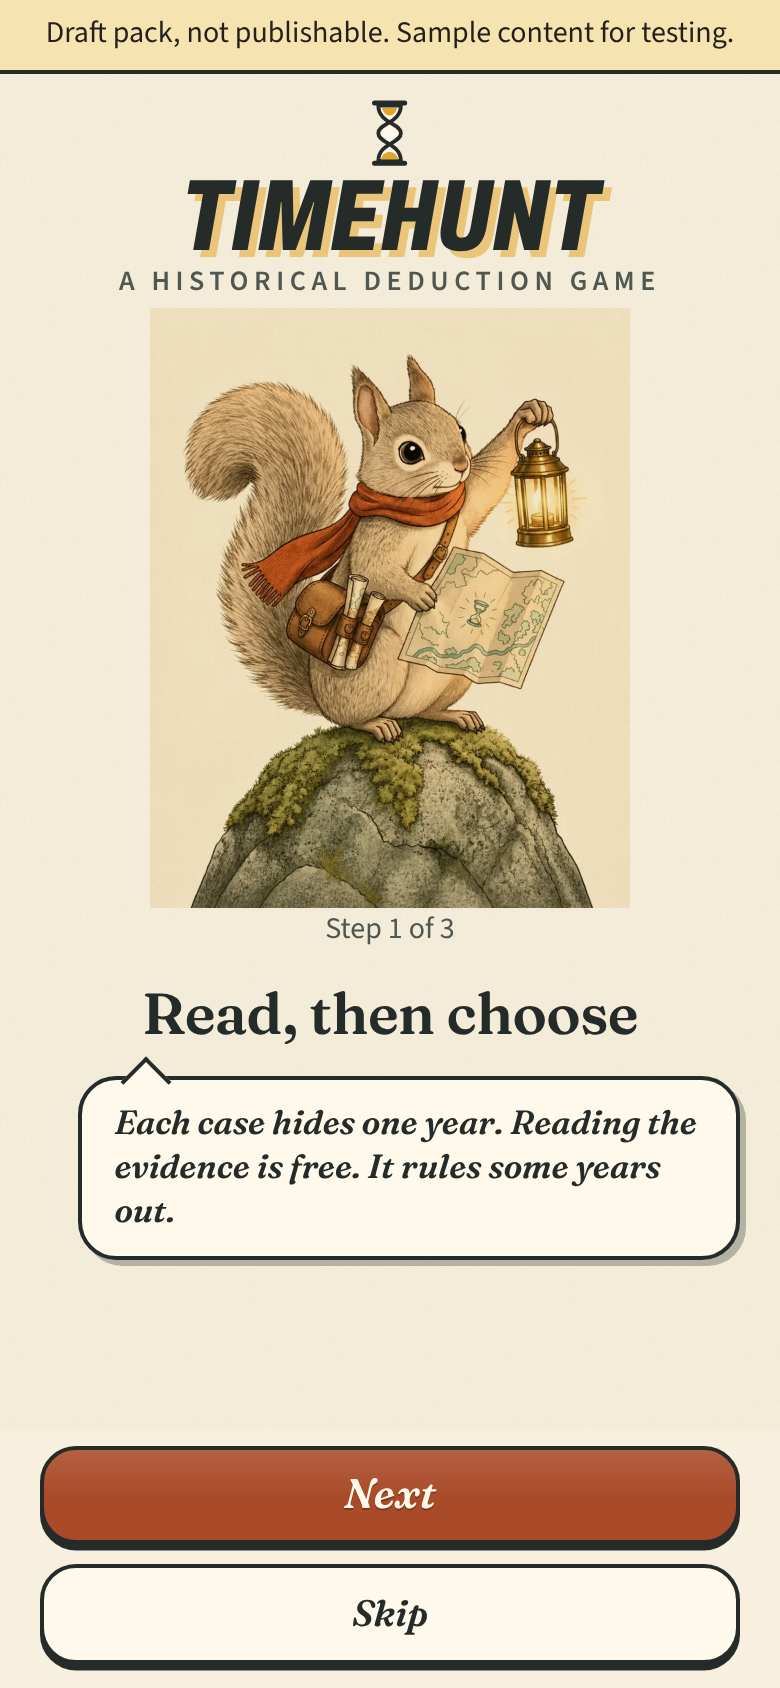 Draft pack, not publishable. Sample content for testing.
TIMEHUNT
A HISTORICAL DEDUCTION GAME
Step 1 of 3
Read, then choose
Each case hides one year. Reading the
evidence is free. It rules some years
out.
Next
Skip